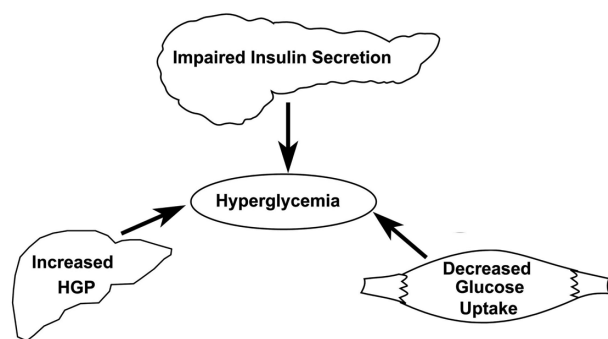 Impaired Insulin Secretion
Hyperglycemia
Increased
HGP
Decreased
Glucose
Uptake